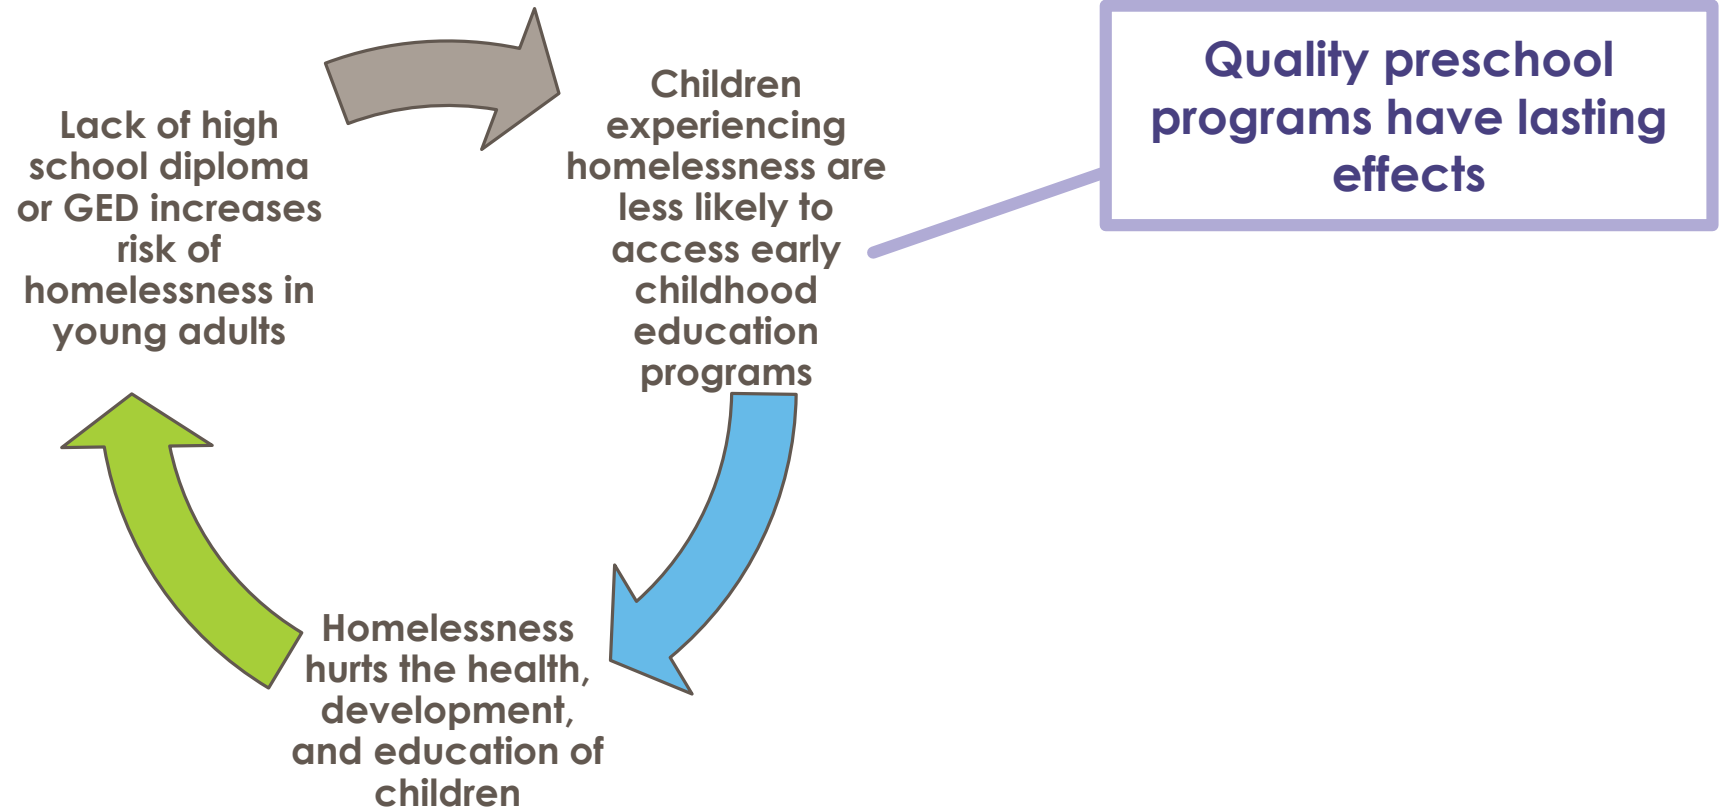 Lack of high
school diploma
or GED increases
risk of
homelessness in
young adults
Children
experiencing
homelessness are
less likely to
access early
childhood
education
programs
Quality preschool
programs have lasting
effects
Homelessness
hurts the health,
development,
and education of
children